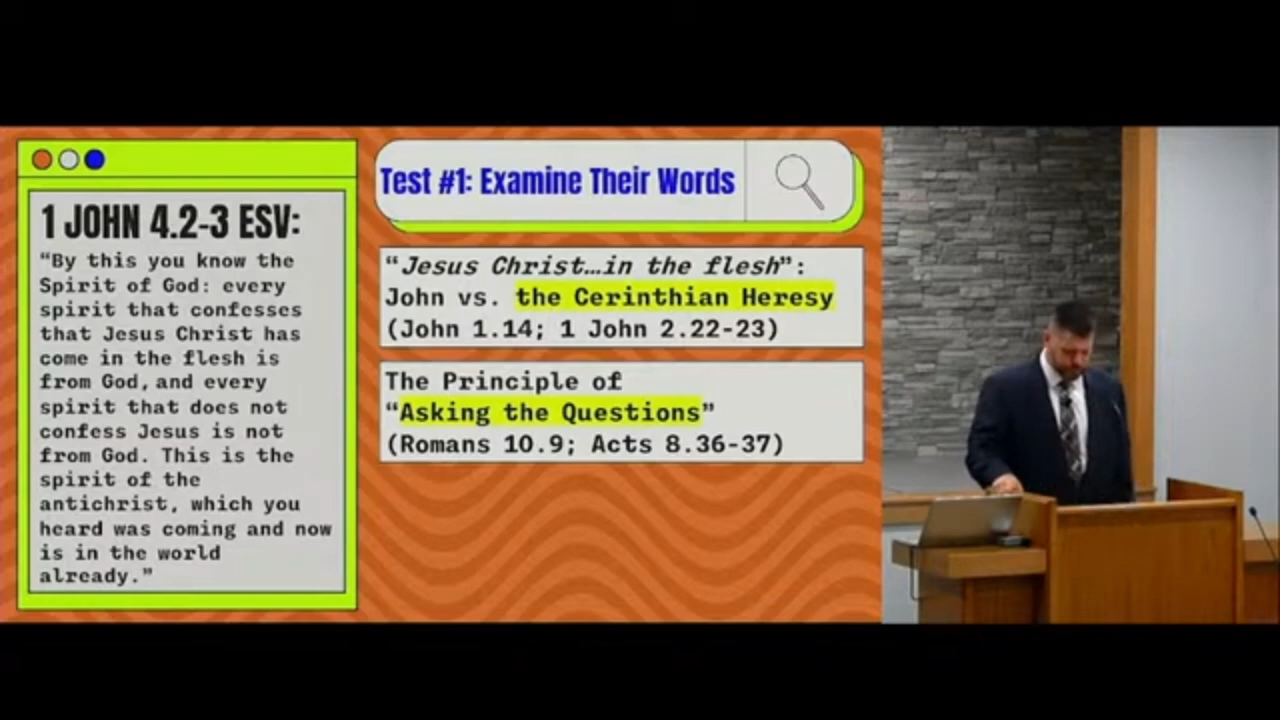 1 JOHN 4.2-3 ESV:
“By this you know the
Spirit of God: every
spirit that confesses
that Jesus Christ has
come in the flesh is
from God, and every
spirit that does not
confess Jesus is not
from God. This is the
spirit of the
antichrist, which you
heard was coming and now
is in the world
already.”
Test #1: Examine Their Words
“Jesus Christ…in the flesh”:
John vs. the Cerinthian Heresy
(John 1.14; 1 John 2.22-23)
The Principle of
“Asking the Questions”
(Romans 10.9; Acts 8.36-37)